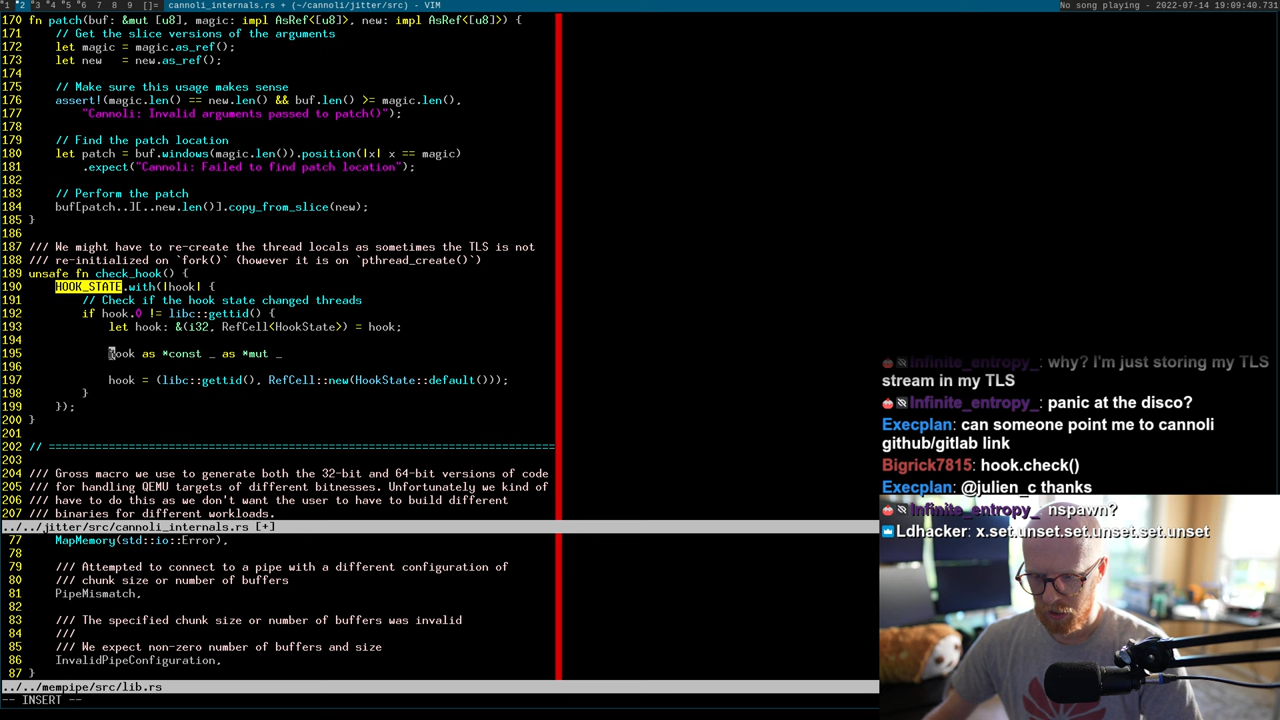 1 2 3 4 5 6 7 8 9 []= cannoli_internals.rs + (~/cannoli/jitter/src) - VIM No song playing - 2022-07-14 19:09:40.731
170 fn patch(buf: &mut [u8], magic: impl AsRef<[u8]>, new: impl AsRef<[u8]>) {
171     // Get the slice versions of the arguments
172     let magic = magic.as_ref();
173     let new   = new.as_ref();
174
175     // Make sure this usage makes sense
176     assert!(magic.len() == new.len() && buf.len() >= magic.len(),
177         "Cannoli: Invalid arguments passed to patch()");
178
179     // Find the patch location
180     let patch = buf.windows(magic.len()).position(|x| x == magic)
181         .expect("Cannoli: Failed to find patch location");
182
183     // Perform the patch
184     buf[patch..][..new.len()].copy_from_slice(new);
185 }
186
187 /// We might have to re-create the thread locals as sometimes the TLS is not
188 /// re-initialized on `fork()` (however it is on `pthread_create()`)
189 unsafe fn check_hook() {
190     HOOK_STATE.with(|hook| {
191         // Check if the hook state changed threads
192         if hook.0 != libc::gettid() {
193             let hook: &(i32, RefCell<HookState>) = hook;
194
195             hook as *const _ as *mut _
196
197             hook = (libc::gettid(), RefCell::new(HookState::default()));
198         }
199     });
200 }
201
202 // ============================================================================
203
204 /// Gross macro we use to generate both the 32-bit and 64-bit versions of code
205 /// for handling QEMU targets of different bitnesses. Unfortunately we kind of
206 /// have to do this as we don't want the user to have to build different
207 /// binaries for different workloads.
../../jitter/src/cannoli_internals.rs [+]
77     MapMemory(std::io::Error),
78
79     /// Attempted to connect to a pipe with a different configuration of
80     /// chunk size or number of buffers
81     PipeMismatch,
82
83     /// The specified chunk size or number of buffers was invalid
84     ///
85     /// We expect non-zero number of buffers and size
86     InvalidPipeConfiguration,
87 }
../../mempipe/src/lib.rs
-- INSERT --
Infinite_entropy_: why? I'm just storing my TLS
stream in my TLS
Infinite_entropy_: panic at the disco?
Execplan: can someone point me to cannoli
github/gitlab link
Bigrick7815: hook.check()
Execplan: @julien_c thanks
Infinite_entropy_: nspawn?
Ldhacker: x.set.unset.set.unset.set.unset